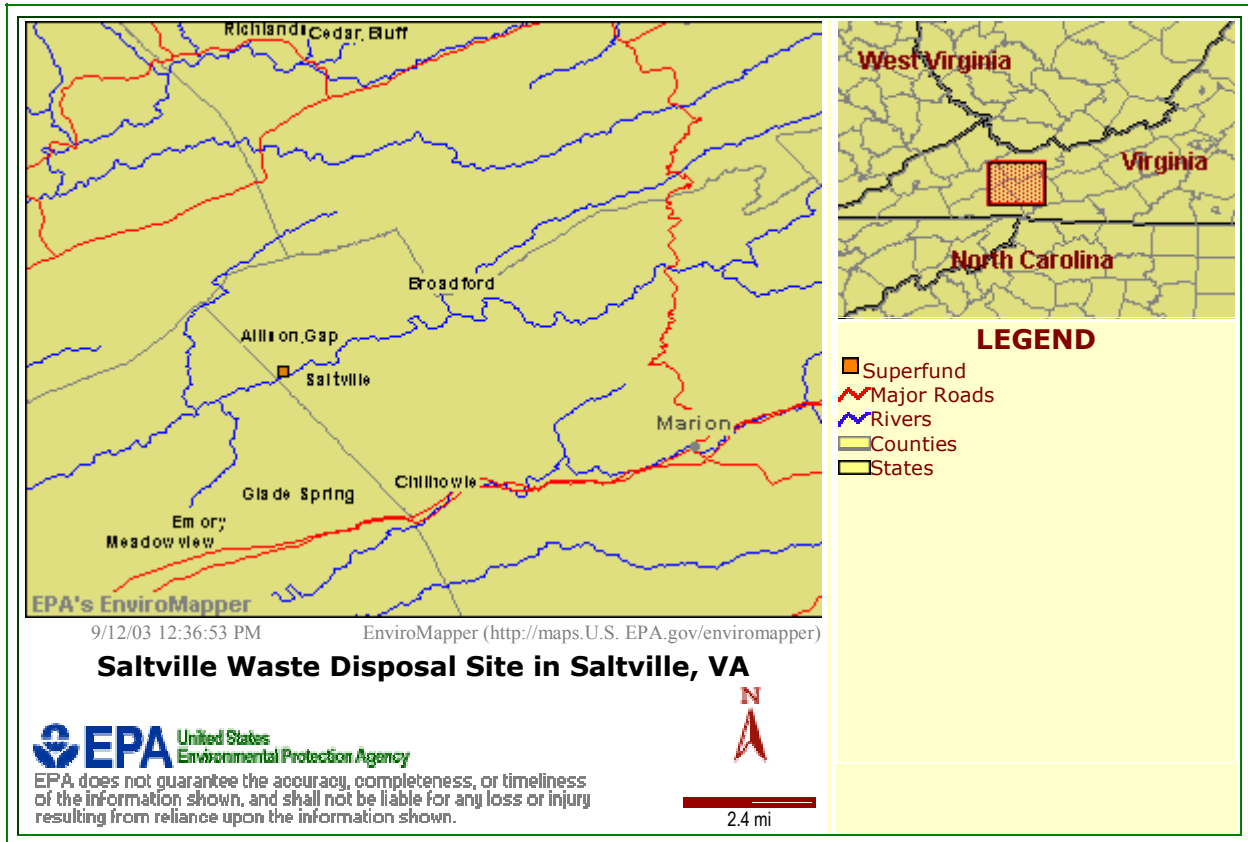 Richlands
Cedar Bluff
Broadford
Allison Gap
Saltville
Marion
Chilhowie
Glade Spring
Emory
Meadowview
EPA's EnviroMapper
West Virginia
Virginia
North Carolina
LEGEND
Superfund
Major Roads
Rivers
Counties
States
9/12/03 12:36:53 PM EnviroMapper (http://maps.U.S. EPA.gov/enviromapper)
Saltville Waste Disposal Site in Saltville, VA
N
EPA United States
Environmental Protection Agency
EPA does not guarantee the accuracy, completeness, or timeliness
of the information shown, and shall not be liable for any loss or injury
resulting from reliance upon the information shown.
2.4 mi